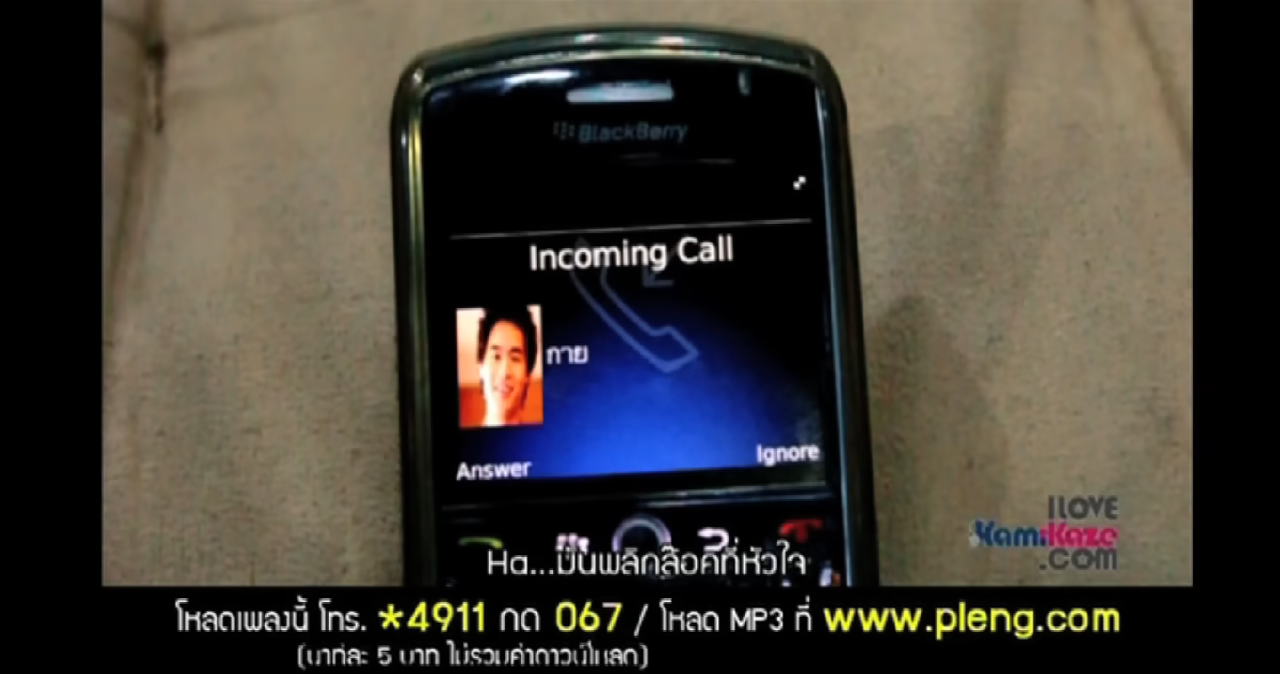 BlackBerry
Incoming Call
กาย
Answer
Ignore
I LOVE
KamiKaze
.COM
Ha...มันพลิกล๊อคที่หัวใจ
โหลดเพลงนี้ โทร. *4911 กด 067 / โหลด MP3 ที่ www.pleng.com
(นาทีละ 5 บาท ไม่รวมค่าดาวน์โหลด)